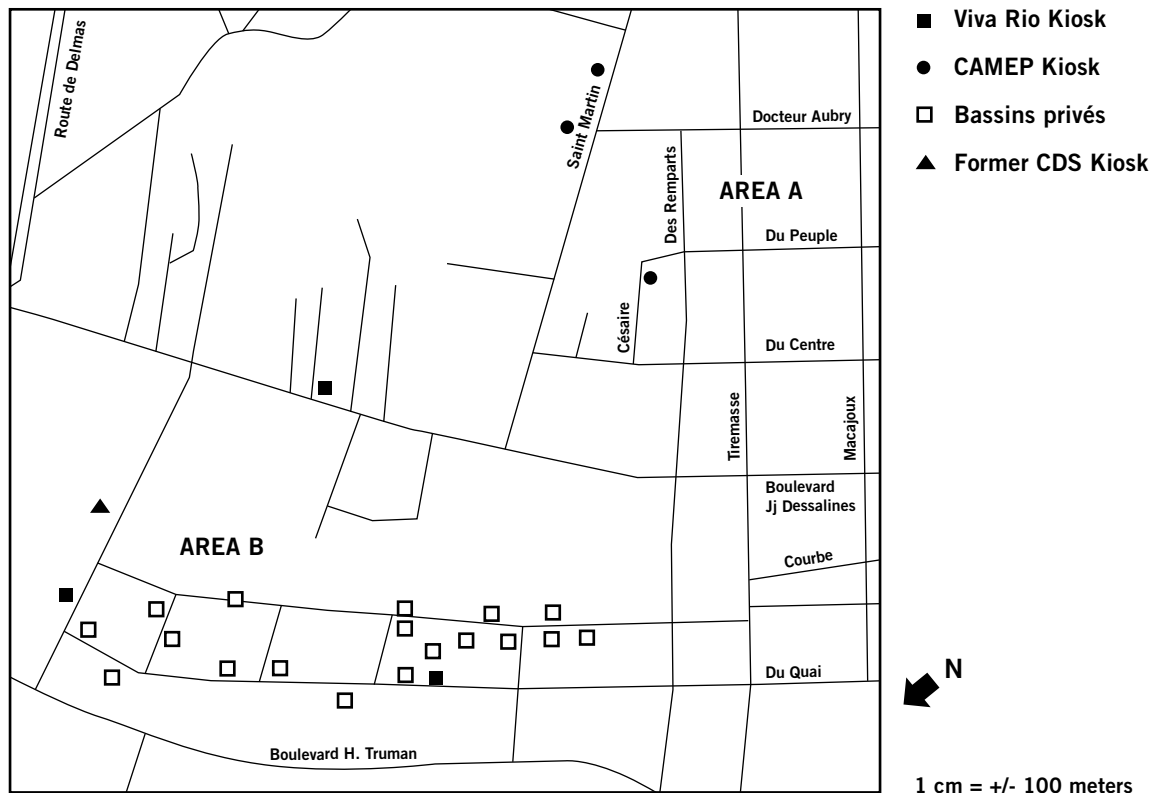 Viva Rio Kiosk
CAMEP Kiosk
Bassins privés
Former CDS Kiosk
Route de Delmas
Saint Martin
Docteur Aubry
Des Remparts
AREA A
Du Peuple
Césaire
Du Centre
Tiremasse
Macajoux
Boulevard
Jj Dessalines
AREA B
Courbe
Du Quai
N
Boulevard H. Truman
1 cm = +/- 100 meters